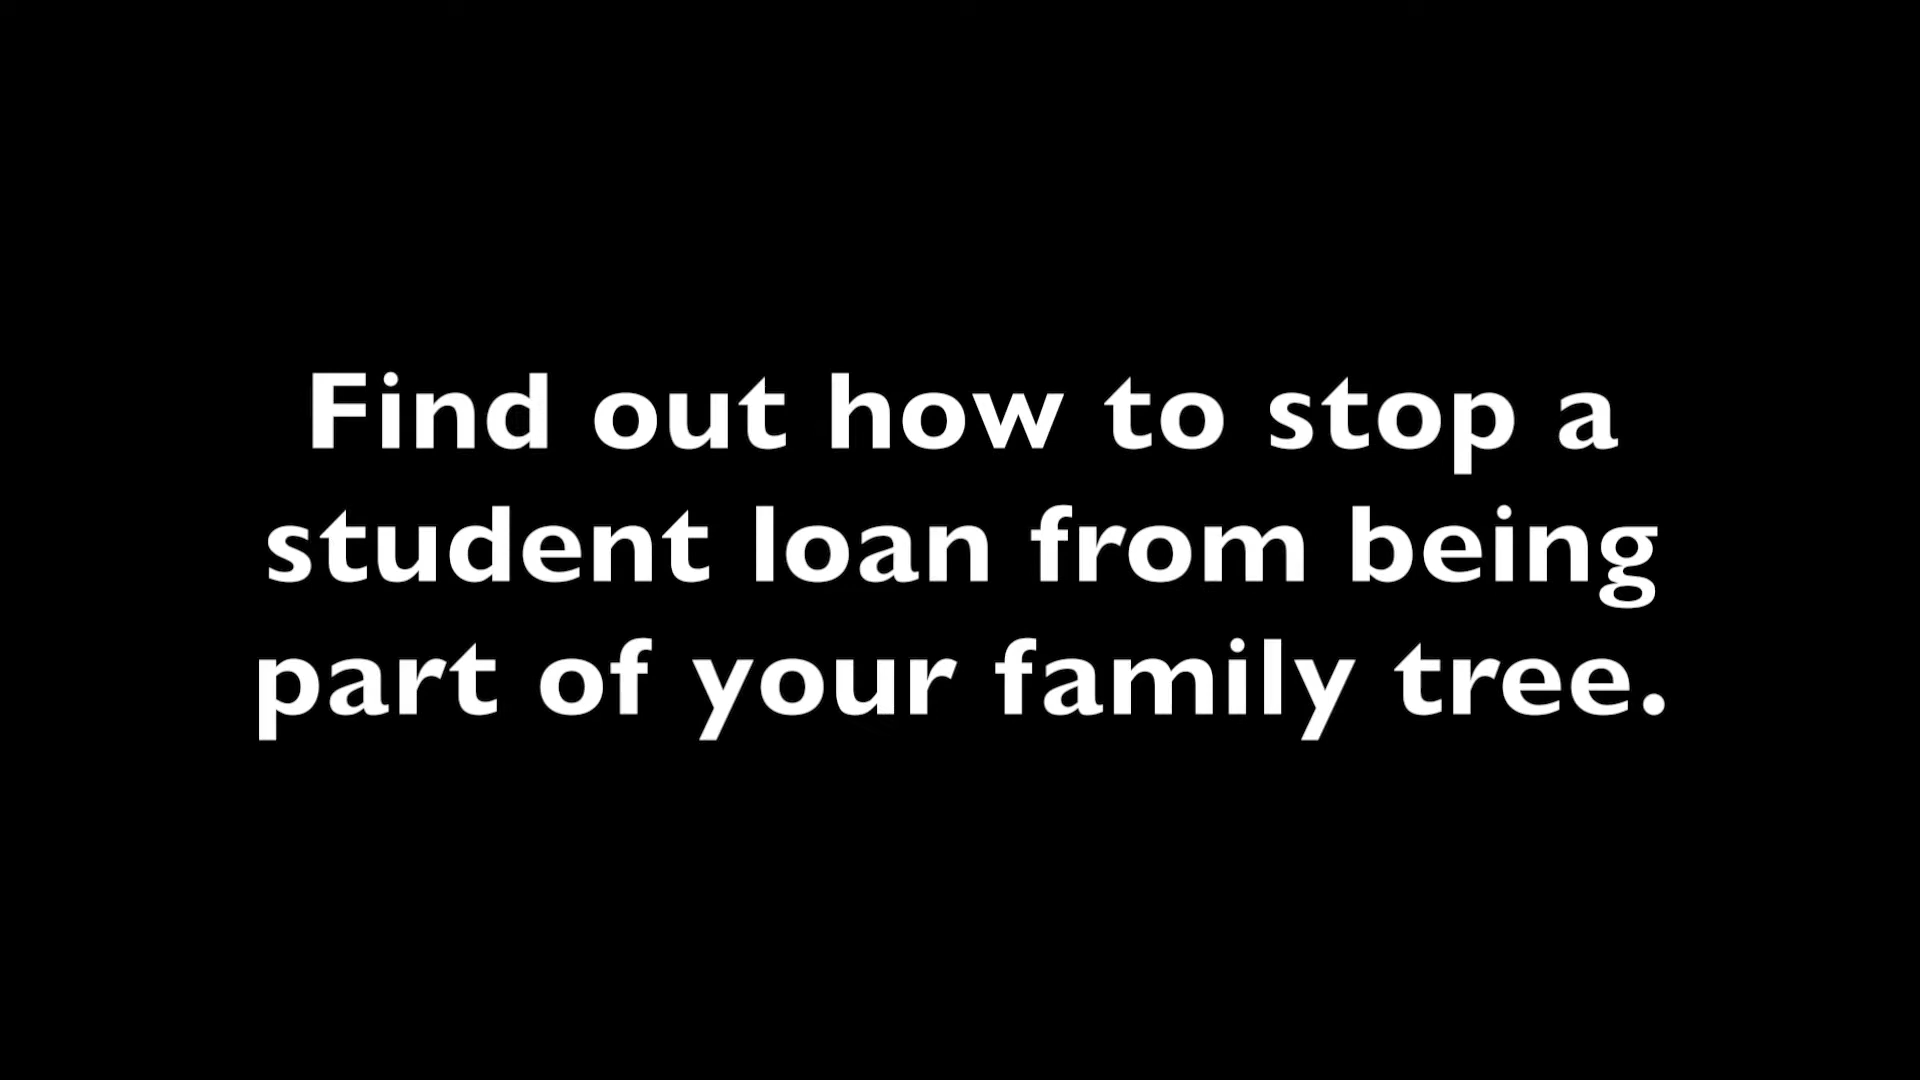 Find out how to stop a
student loan from being
part of your family tree.